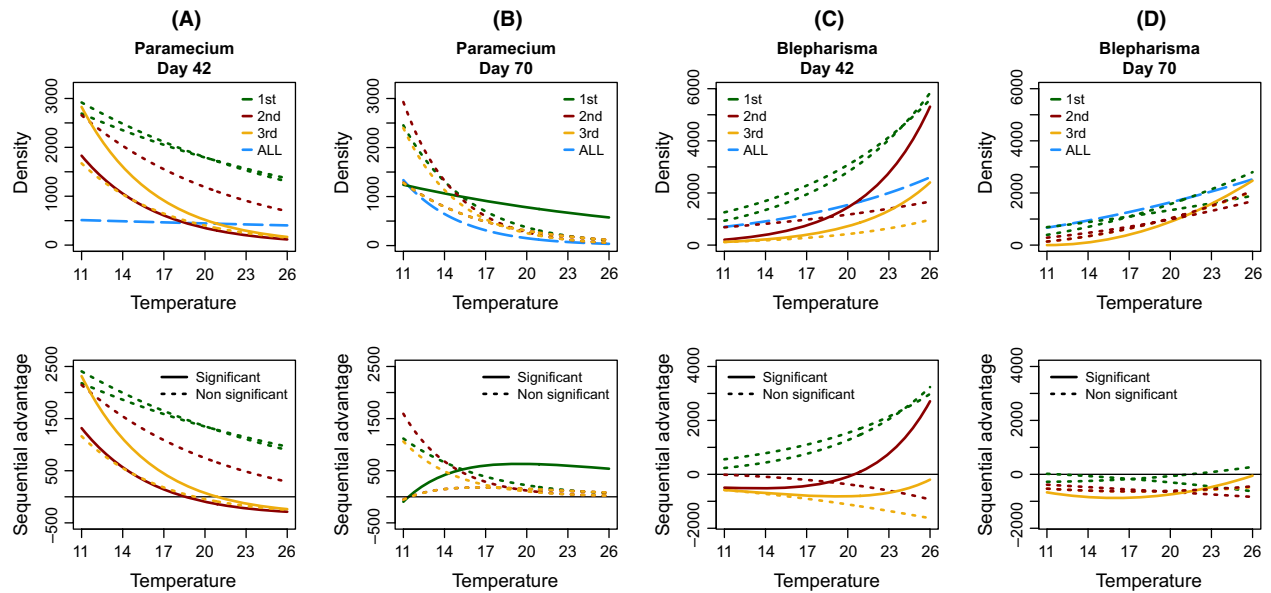 (A)
Paramecium
Day 42
Density
3000
2000
1000
0
1st
2nd
3rd
ALL
11 14 17 20 23 26
Temperature
(B)
Paramecium
Day 70
Density
3000
2000
1000
0
1st
2nd
3rd
ALL
11 14 17 20 23 26
Temperature
(C)
Blepharisma
Day 42
Density
6000
4000
2000
0
1st
2nd
3rd
ALL
11 14 17 20 23 26
Temperature
(D)
Blepharisma
Day 70
Density
6000
4000
2000
0
1st
2nd
3rd
ALL
11 14 17 20 23 26
Temperature
Sequential advantage
2500
1500
500
−500
Significant
Non significant
11 14 17 20 23 26
Temperature
Sequential advantage
2500
1500
500
−500
Significant
Non significant
11 14 17 20 23 26
Temperature
Sequential advantage
4000
2000
0
−2000
Significant
Non significant
11 14 17 20 23 26
Temperature
Sequential advantage
4000
2000
0
−2000
Significant
Non significant
11 14 17 20 23 26
Temperature